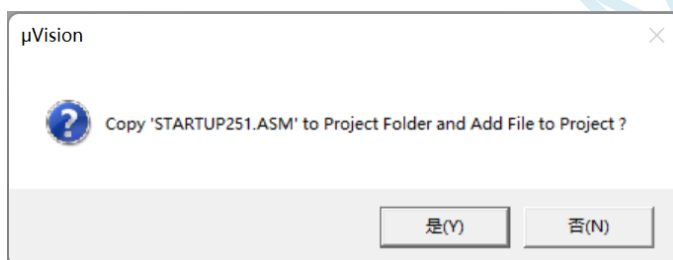 μVision
Copy 'STARTUP251.ASM' to Project Folder and Add File to Project ?
是(Y)
否(N)